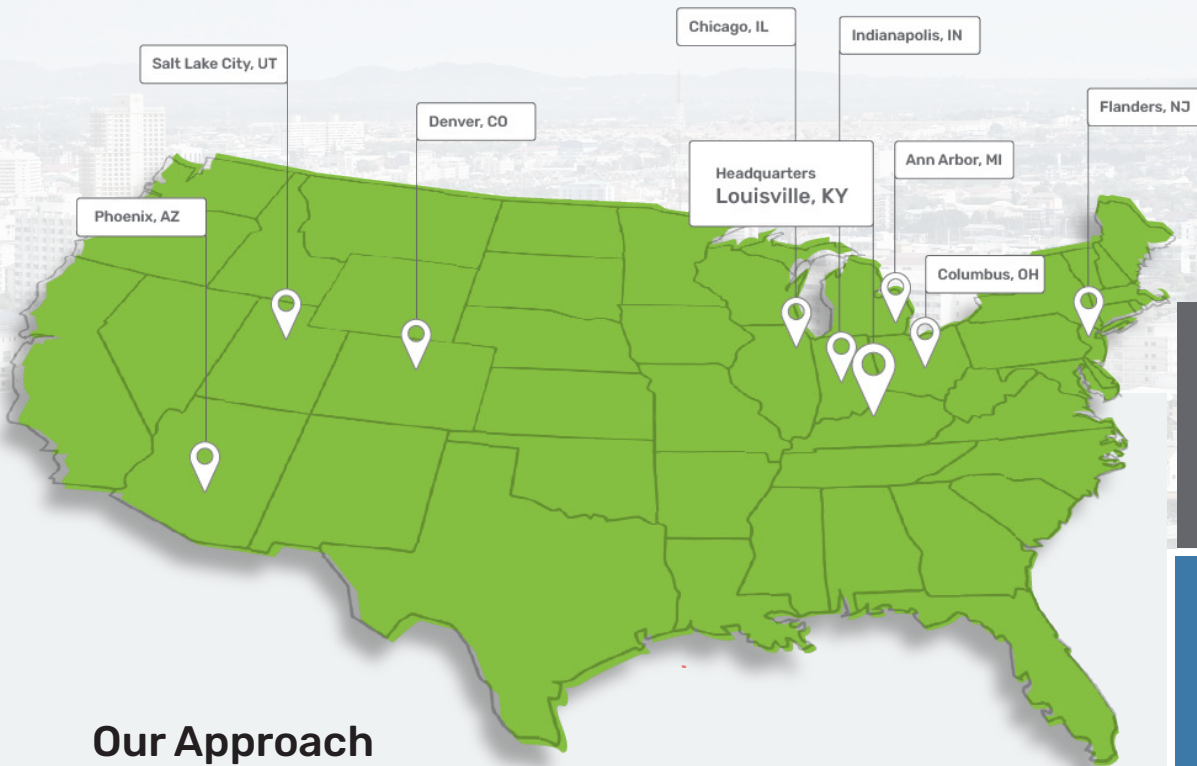 Chicago, IL
Indianapolis, IN
Salt Lake City, UT
Flanders, NJ
Denver, CO
Ann Arbor, MI
Headquarters
Louisville, KY
Phoenix, AZ
Columbus, OH
Our Approach